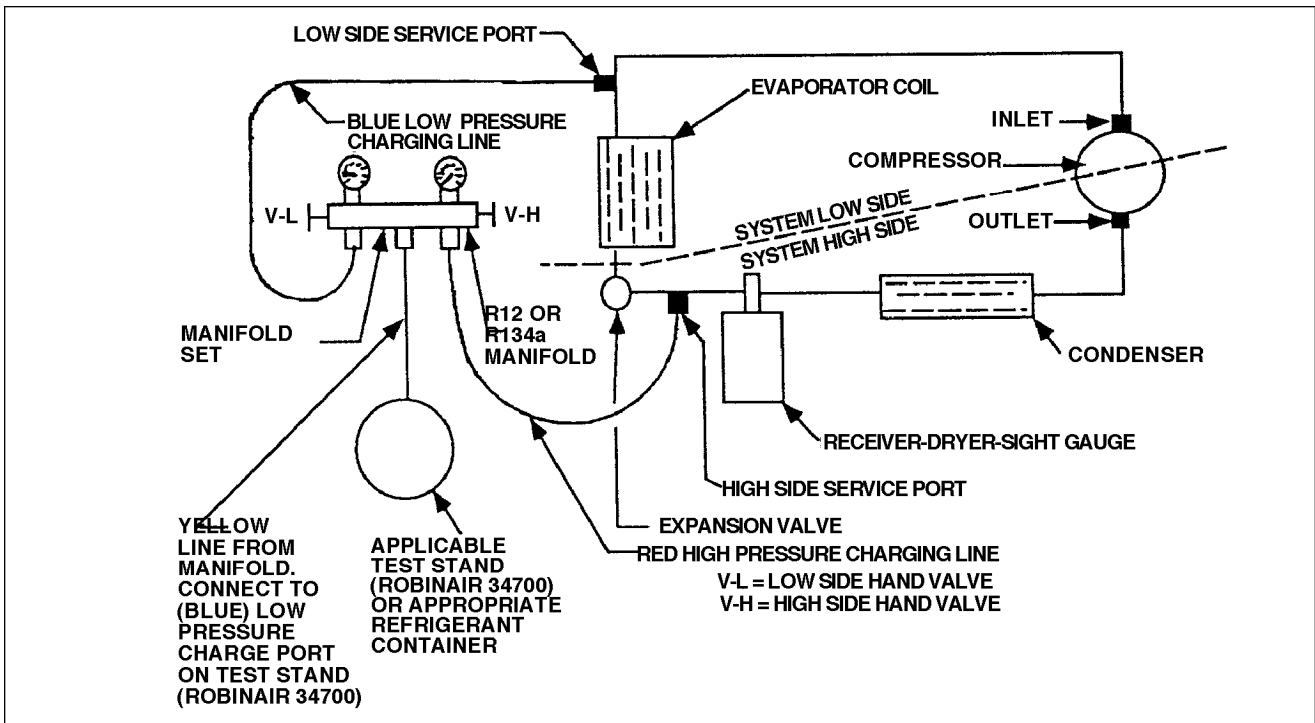 LOW SIDE SERVICE PORT
EVAPORATOR COIL
BLUE LOW PRESSURE
CHARGING LINE
INLET
COMPRESSOR
V-L
V-H
SYSTEM LOW SIDE
SYSTEM HIGH SIDE
OUTLET
MANIFOLD
SET
R12 OR
R134a
MANIFOLD
CONDENSER
RECEIVER-DRYER-SIGHT GAUGE
HIGH SIDE SERVICE PORT
EXPANSION VALVE
RED HIGH PRESSURE CHARGING LINE
V-L = LOW SIDE HAND VALVE
V-H = HIGH SIDE HAND VALVE
YELLOW
LINE FROM
MANIFOLD.
CONNECT TO
(BLUE) LOW
PRESSURE
CHARGE PORT
ON TEST STAND
(ROBINAIR 34700)
APPLICABLE
TEST STAND
(ROBINAIR 34700)
OR APPROPRIATE
REFRIGERANT
CONTAINER